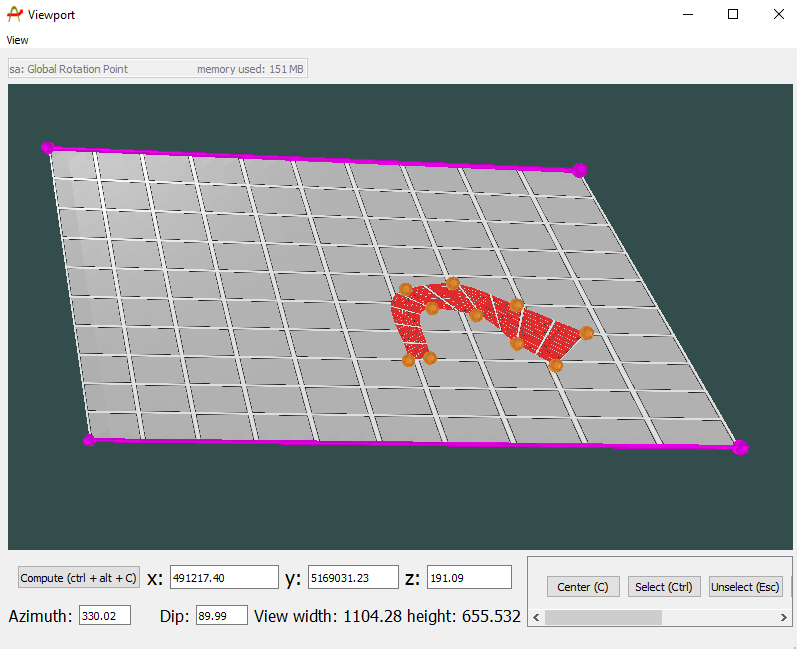 Viewport
View
sa: Global Rotation Point memory used: 151 MB
Compute (ctrl + alt + C) x: 491217.40 y: 5169031.23 z: 191.09 Center (C) Select (Ctrl) Unselect (Esc)
Azimuth: 330.02 Dip: 89.99 View width: 1104.28 height: 655.532